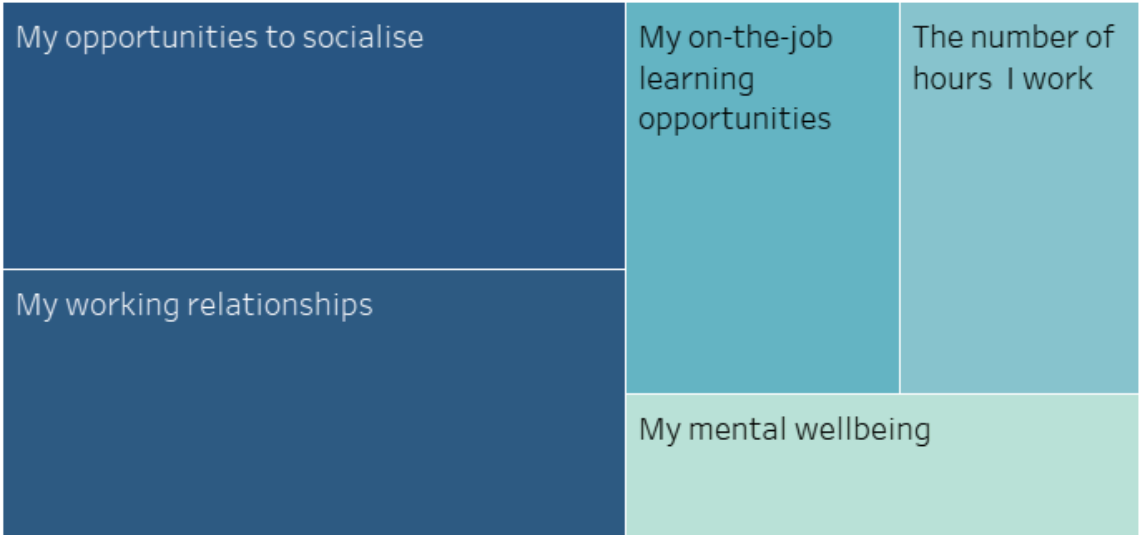 My opportunities to socialise
My on-the-job
learning
opportunities
The number of
hours  I work
My working relationships
My mental wellbeing